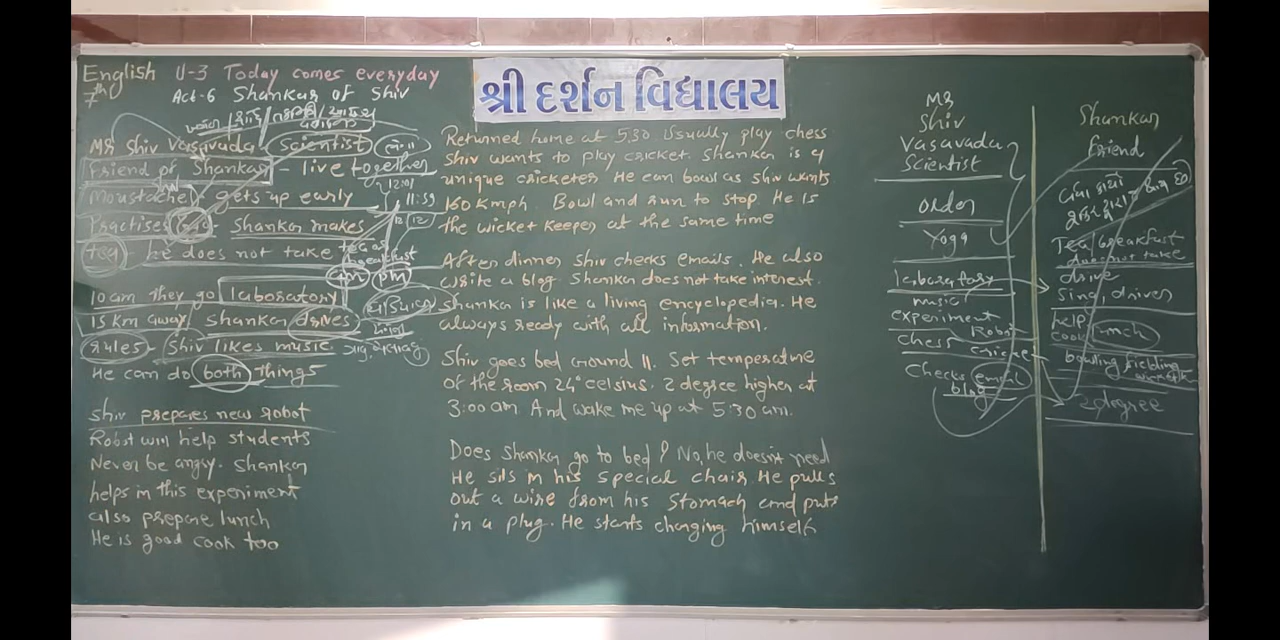 English U-3 Today comes everyday
7th Act-6 Shankar of Shiv
શ્રી દર્શન વિદ્યાલય
Mr Shiv Vasavada Scientist
Friend of Shankar - live together
Moustache gets up early
12:01
11:59
Practises Shankar makes
tea - he does not take tea or breakfast
am pm
10 am they go laboratory
15 km away, Shankar drives
rules, Shiv likes music
He can do both things
Shiv prepares new robot
Robot will help students
Never be angry. Shankar
helps in this experiment
also prepare lunch
He is good cook too
Returned home at 5:30 Usually play chess
Shiv wants to play cricket. Shankar is a
unique cricketer. He can bowl as Shiv wants
160 kmph. Bowl and run to stop. He is
the wicket keeper at the same time
After dinner Shiv checks emails. He also
write a blog. Shankar does not take interest.
Shankar is like a living encyclopedia. He
always ready with all information.
Shiv goes bed around 11. Set temperature
of the room 24° celsius. 2 degree higher at
3:00 am. And wake me up at 5:30 am.
Does Shankar go to bed? No, he doesn't need
He sits in his special chair. He pulls
out a wire from his stomach and puts
in a plug. He starts charging himself
Mr
Shiv
Vasavada
Scientist
order
Yoga
laboratory
music
experiment
Robot
chess
cricket
checks email
blog
Shankar
Friend
Tea/breakfast
does not take
drive
sing, driver
help
cook lunch
bowling fielding
2 degree